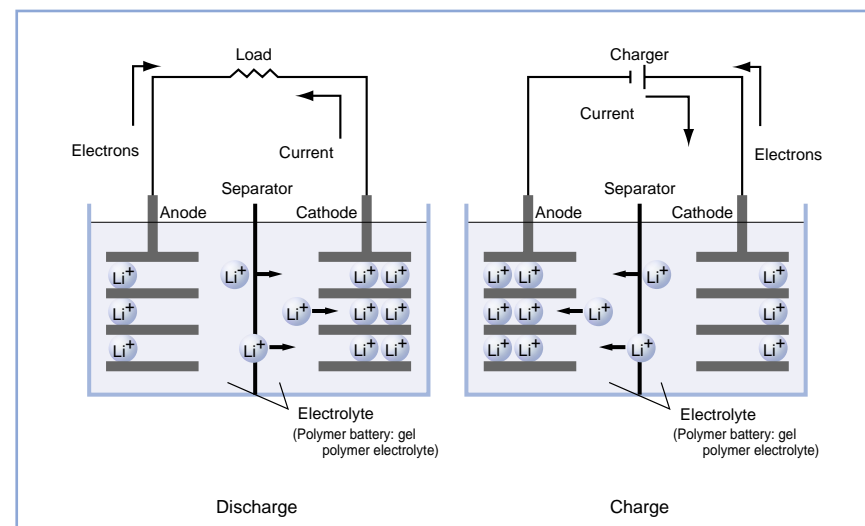 Load
Electrons
Current
Separator
Anode
Cathode
Li+
Li+ Li+
Li+
Li+
Li+
Li+ Li+
Li+
Li+
Li+ Li+
Electrolyte
(Polymer battery: gel
polymer electrolyte)
Discharge
Charger
Current
Electrons
Separator
Anode
Cathode
Li+ Li+
Li+
Li+
Li+ Li+
Li+
Li+
Li+ Li+
Li+
Li+
Electrolyte
(Polymer battery: gel
polymer electrolyte)
Charge